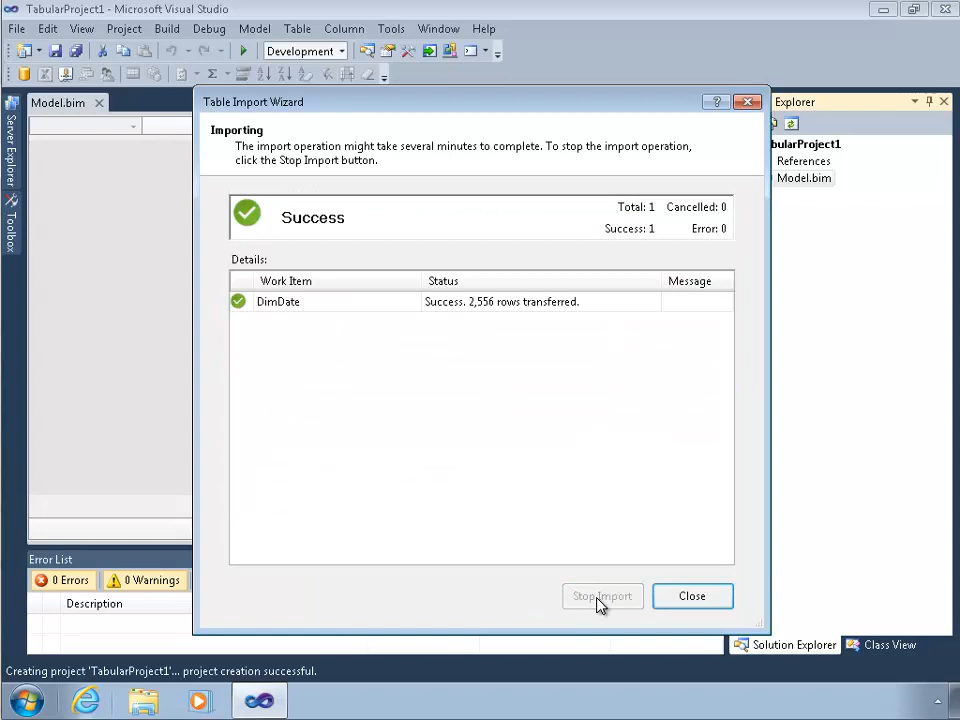 TabularProject1 - Microsoft Visual Studio
File Edit View Project Build Debug Model Table Column Tools Window Help
Development
Model.bim
Explorer
Server Explorer
Toolbox
Table Import Wizard
Importing
The import operation might take several minutes to complete. To stop the import operation,
click the Stop Import button.
bularProject1
References
Model.bim
Success
Total: 1 Cancelled: 0
Success: 1 Error: 0
Details:
Work Item Status Message
DimDate Success. 2,556 rows transferred.
Stop Import Close
Error List
0 Errors 0 Warnings
Description
Solution Explorer Class View
Creating project 'TabularProject1'... project creation successful.